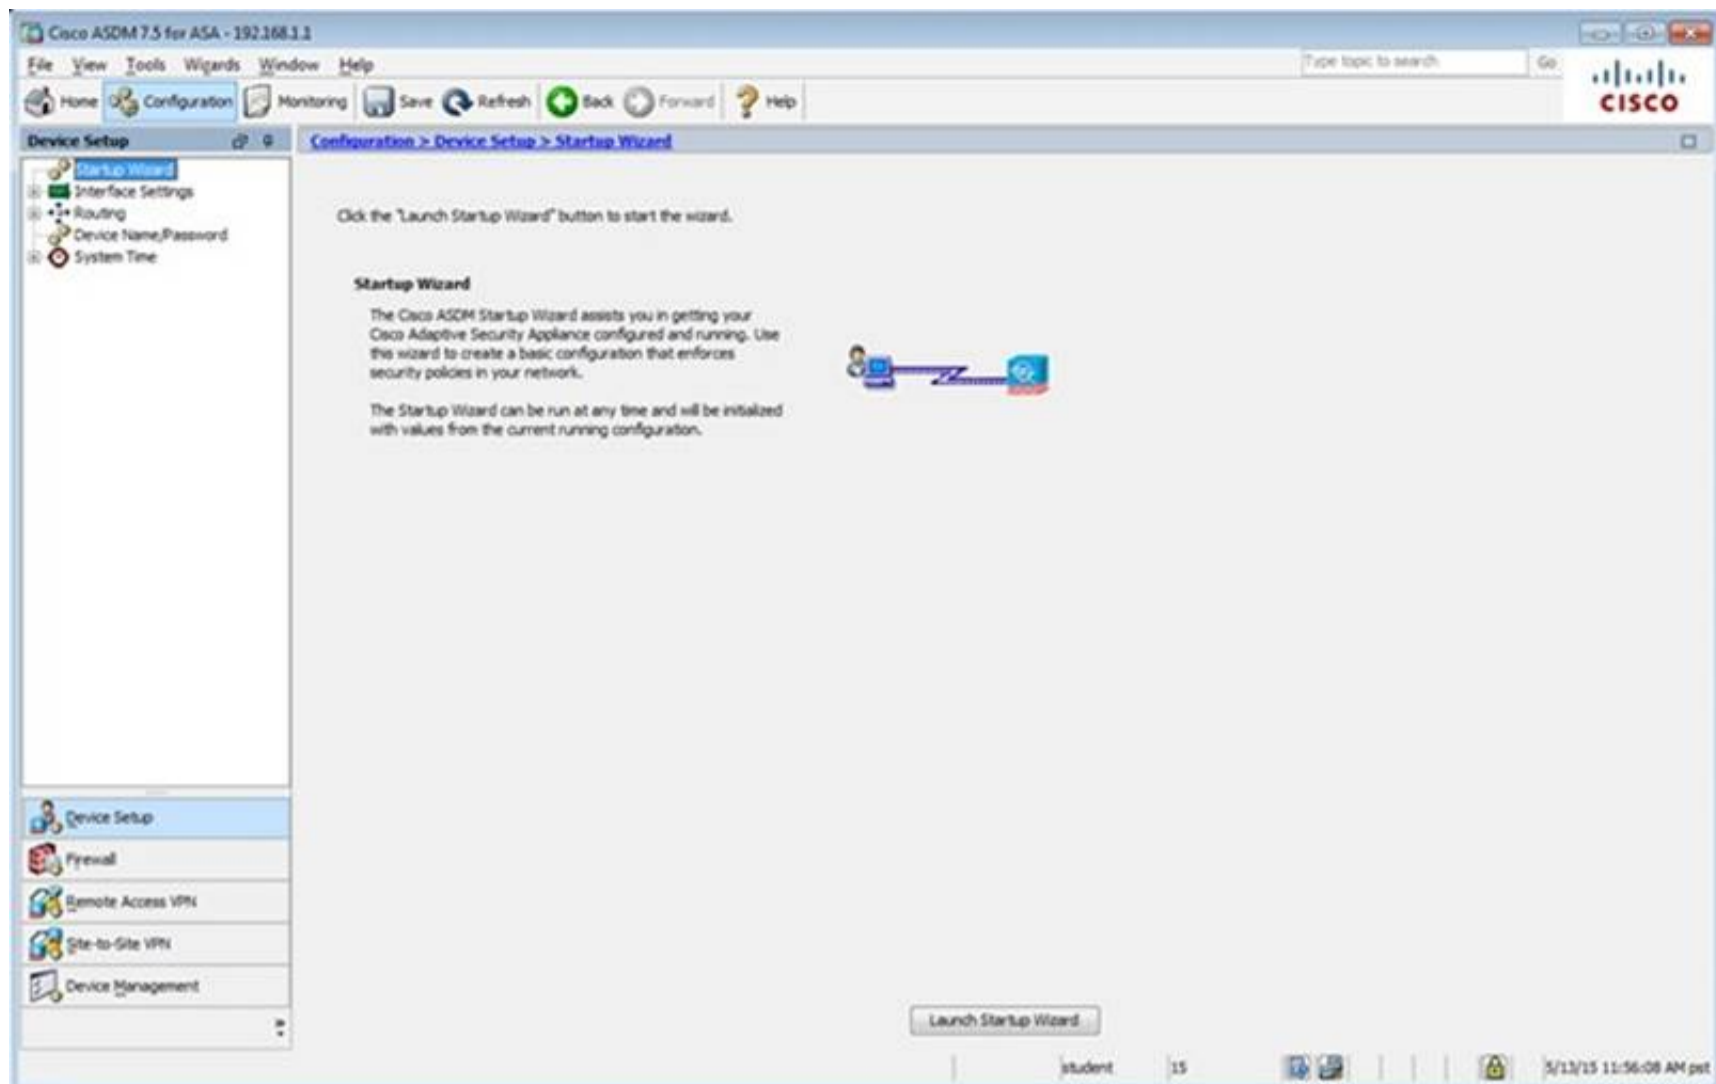 Cisco ASDM 7.5 for ASA - 192.168.1.1
File View Tools Wizards Window Help
Type topic to search Go
Home Configuration Monitoring Save Refresh Back Forward Help
CISCO
Device Setup
Configuration > Device Setup > Startup Wizard
Startup Wizard
Interface Settings
Routing
Device Name/Password
System Time
Click the "Launch Startup Wizard" button to start the wizard.
Startup Wizard
The Cisco ASDM Startup Wizard assists you in getting your
Cisco Adaptive Security Appliance configured and running. Use
this wizard to create a basic configuration that enforces
security policies in your network.
The Startup Wizard can be run at any time and will be initialized
with values from the current running configuration.
Device Setup
Firewall
Remote Access VPN
Site-to-Site VPN
Device Management
Launch Startup Wizard
student 15 5/13/15 11:56:08 AM pst